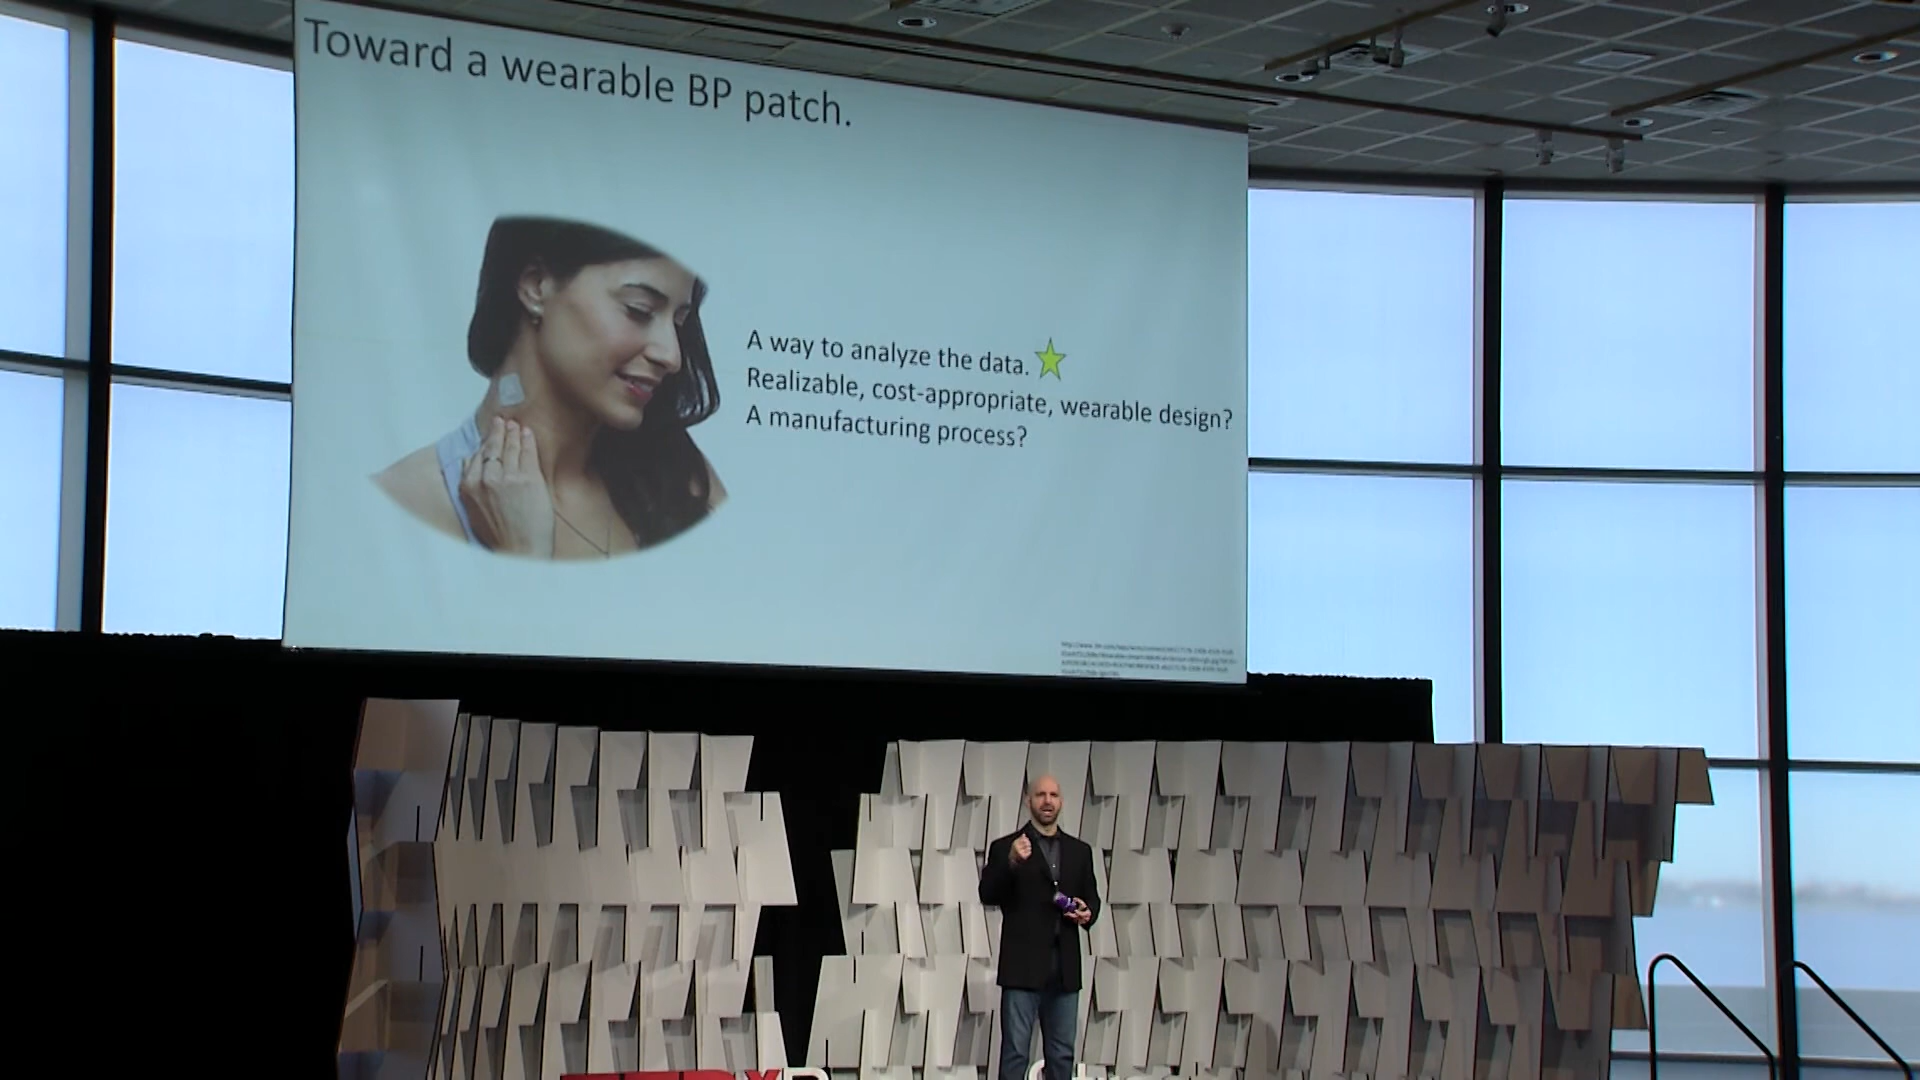 Toward a wearable BP patch.
A way to analyze the data.
Realizable, cost-appropriate, wearable design?
A manufacturing process?